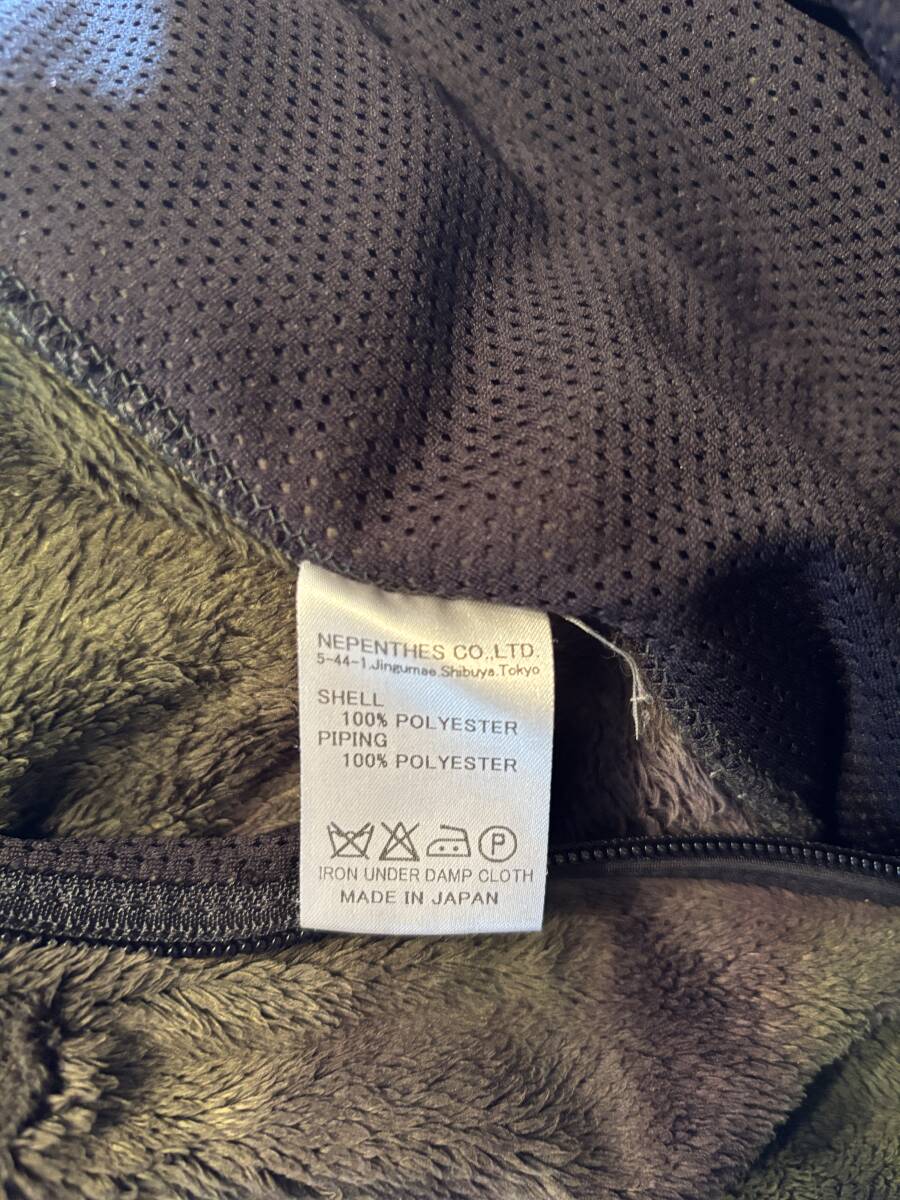 NEPENTHES CO.,LTD.
5-44-1.Jingumae.Shibuya.Tokyo
SHELL
100% POLYESTER
PIPING
100% POLYESTER
P
IRON UNDER DAMP CLOTH
MADE IN JAPAN